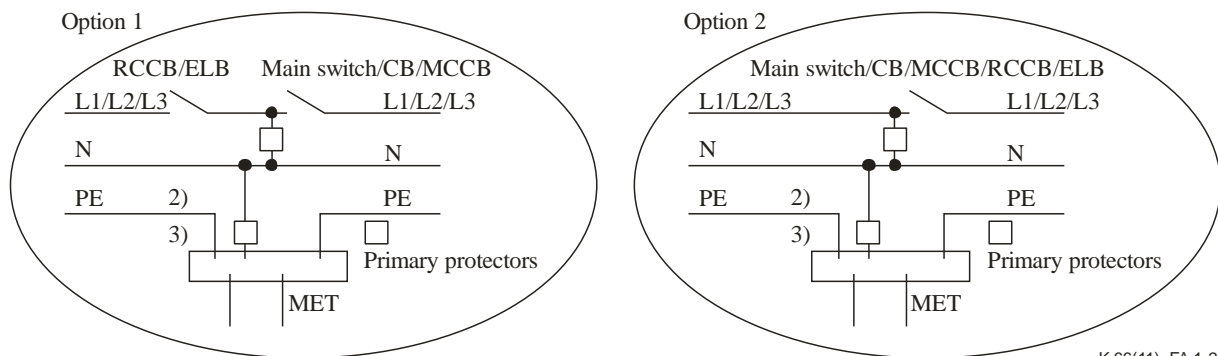 Option 1
RCCB/ELB Main switch/CB/MCCB
L1/L2/L3 L1/L2/L3
N N
PE 2) PE
3)
Primary protectors
MET
Option 2
Main switch/CB/MCCB/RCCB/ELB
L1/L2/L3 L1/L2/L3
N N
PE 2) PE
3)
Primary protectors
MET